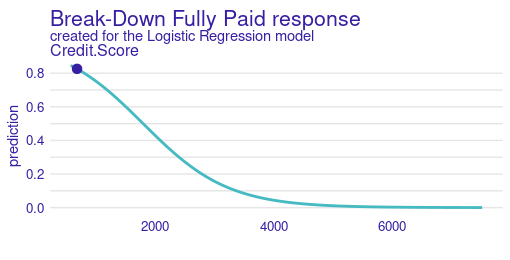 Break-Down Fully Paid response
created for the Logistic Regression model
Credit.Score
0.8
0.6
0.4
0.2
0.0
prediction
2000
4000
6000